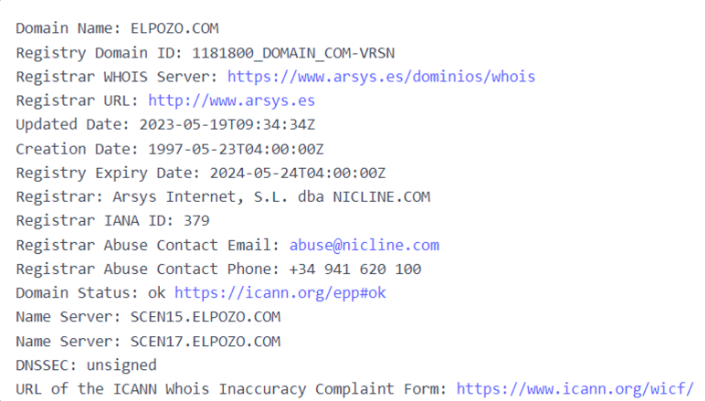 Domain Name: ELPOZO.COM
Registry Domain ID: 1181800_DOMAIN_COM-VRSN
Registrar WHOIS Server: https://www.arsys.es/dominios/whois
Registrar URL: http://www.arsys.es
Updated Date: 2023-05-19T09:34:34Z
Creation Date: 1997-05-23T04:00:00Z
Registry Expiry Date: 2024-05-24T04:00:00Z
Registrar: Arsys Internet, S.L. dba NICLINE.COM
Registrar IANA ID: 379
Registrar Abuse Contact Email: abuse@nicline.com
Registrar Abuse Contact Phone: +34 941 620 100
Domain Status: ok https://icann.org/epp#ok
Name Server: SCEN15.ELPOZO.COM
Name Server: SCEN17.ELPOZO.COM
DNSSEC: unsigned
URL of the ICANN Whois Inaccuracy Complaint Form: https://www.icann.org/wicf/